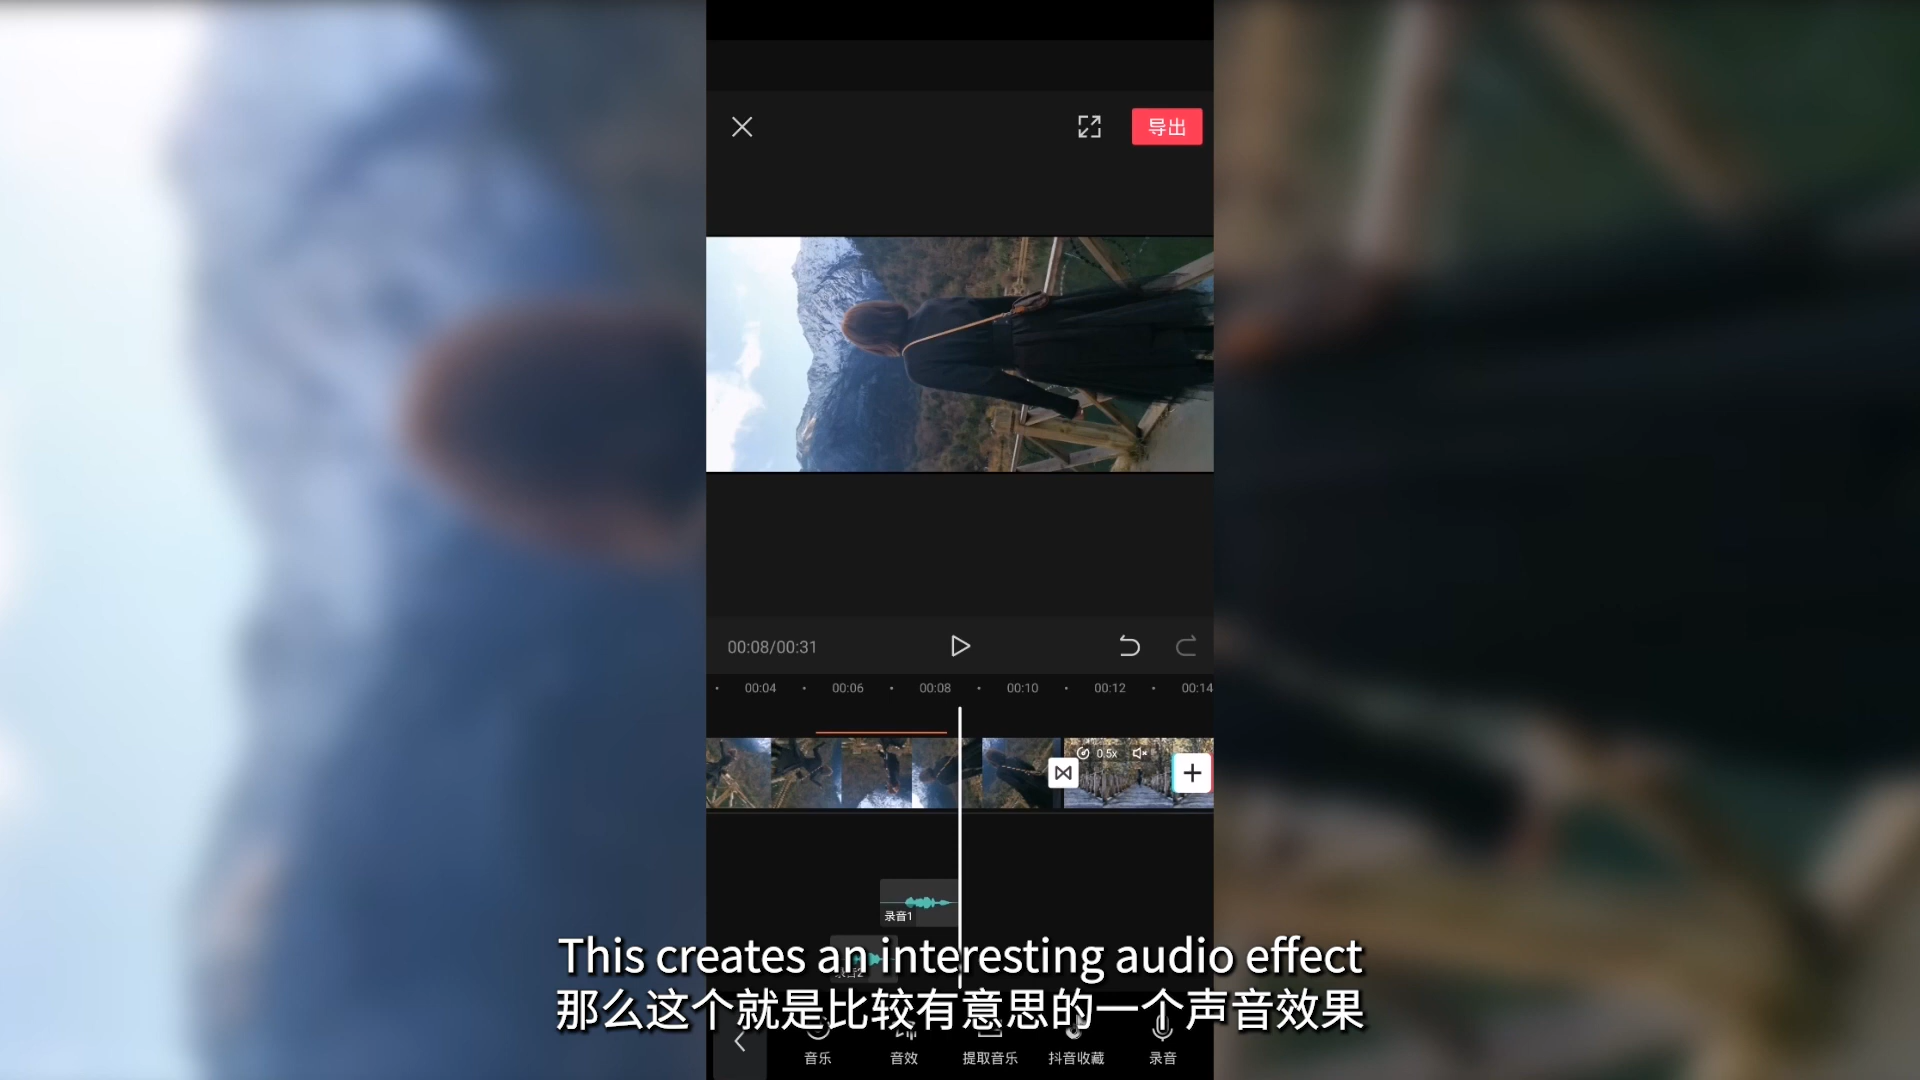 导出
00:08/00:31
00:04 00:06 00:08 00:10 00:12 00:14
0.5x
录音1
录音2
This creates an interesting audio effect
那么这个就是比较有意思的一个声音效果
音乐 音效 提取音乐 抖音收藏 录音